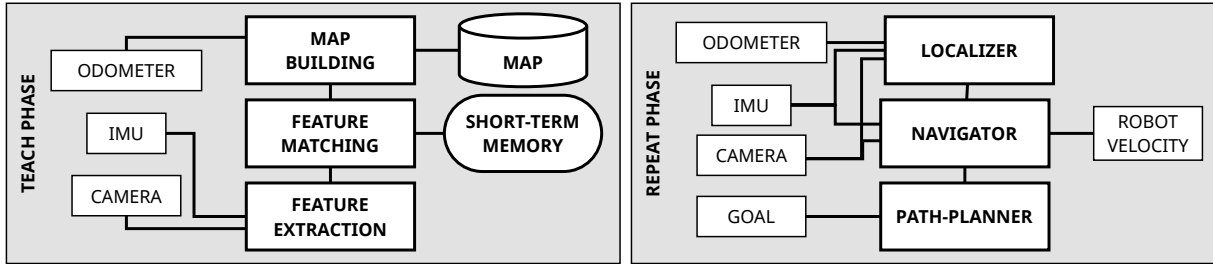 TEACH PHASE
MAP
BUILDING
MAP
ODOMETER
IMU
FEATURE
MATCHING
SHORT-TERM
MEMORY
CAMERA
FEATURE
EXTRACTION
REPEAT PHASE
ODOMETER
LOCALIZER
IMU
NAVIGATOR
ROBOT
VELOCITY
CAMERA
GOAL
PATH-PLANNER